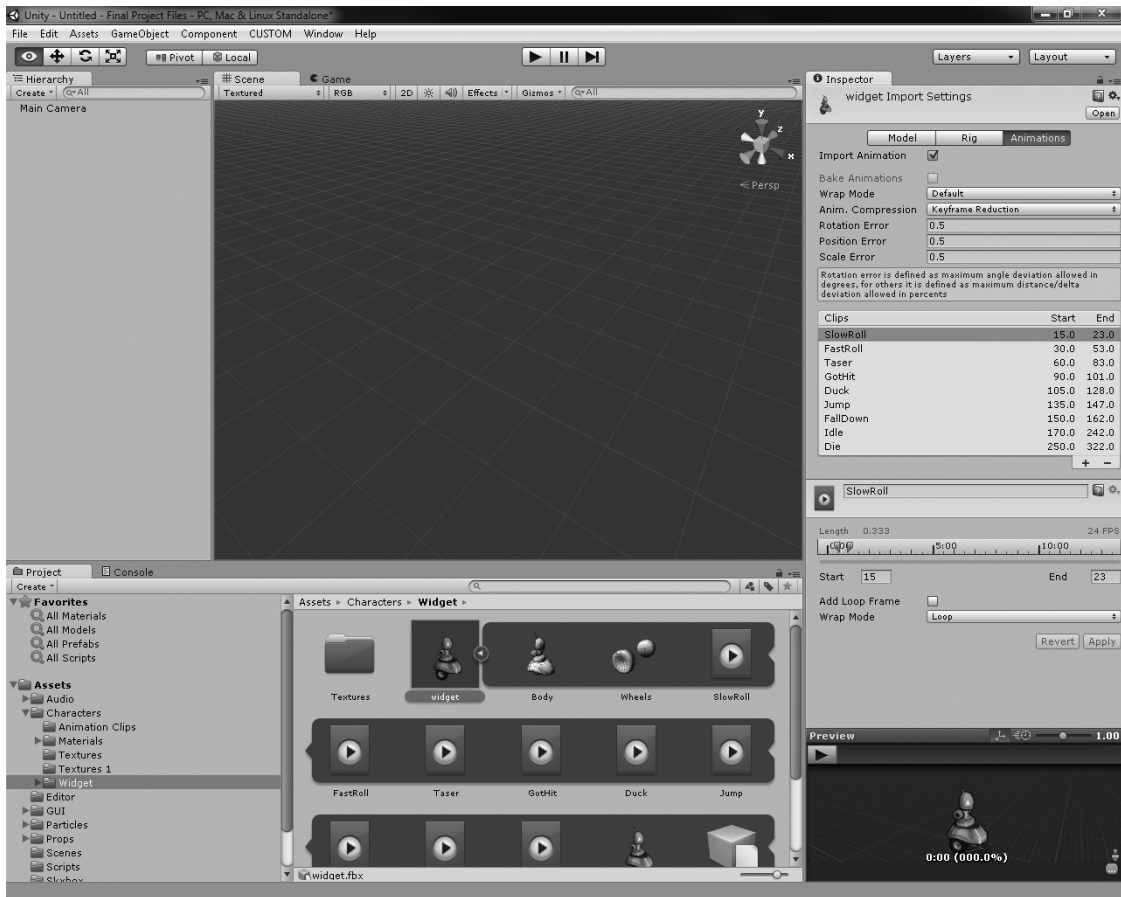 Unity - Untitled - Final Project Files - PC, Mac & Linux Standalone*
File Edit Assets GameObject Component CUSTOM Window Help
Pivot Local Layers Layout
Hierarchy
Create All
Main Camera
Scene Game
Textured RGB 2D Effects Gizmos All
y
z
x
Persp
Inspector
widget Import Settings
Open
Model Rig Animations
Import Animation
Bake Animations
Wrap Mode Default
Anim. Compression Keyframe Reduction
Rotation Error 0.5
Position Error 0.5
Scale Error 0.5
Rotation error is defined as maximum angle deviation allowed in
degrees, for others it is defined as maximum distance/delta
deviation allowed in percents
Clips Start End
SlowRoll 15.0 23.0
FastRoll 30.0 53.0
Taser 60.0 83.0
GotHit 90.0 101.0
Duck 105.0 128.0
Jump 135.0 147.0
FallDown 150.0 162.0
Idle 170.0 242.0
Die 250.0 322.0
+ -
SlowRoll
Length 0.333 24 FPS
5:00 10:00
Start 15 End 23
Add Loop Frame
Wrap Mode Loop
Revert Apply
Preview 1.00
0:00 (000.0%)
Project Console
Create
Favorites
All Materials
All Models
All Prefabs
All Scripts
Assets
Audio
Characters
Animation Clips
Materials
Textures
Textures 1
Widget
Editor
GUI
Particles
Props
Scenes
Scripts
Skybox
Assets Characters Widget
Textures widget Body Wheels SlowRoll
FastRoll Taser GotHit Duck Jump
widget.fbx